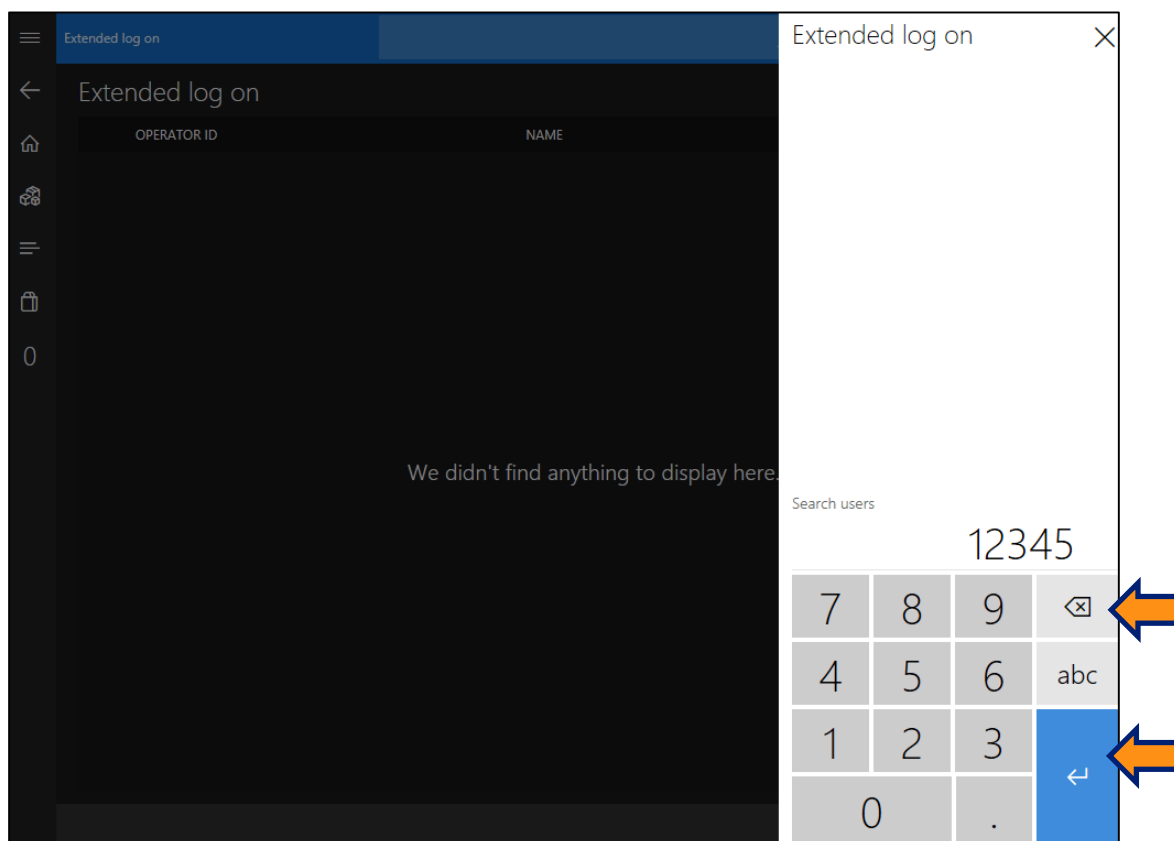 Extended log on
Extended log on
OPERATOR ID NAME
We didn't find anything to display here.
0
Extended log on
Search users
12345
7 8 9
4 5 6 abc
1 2 3
0 .